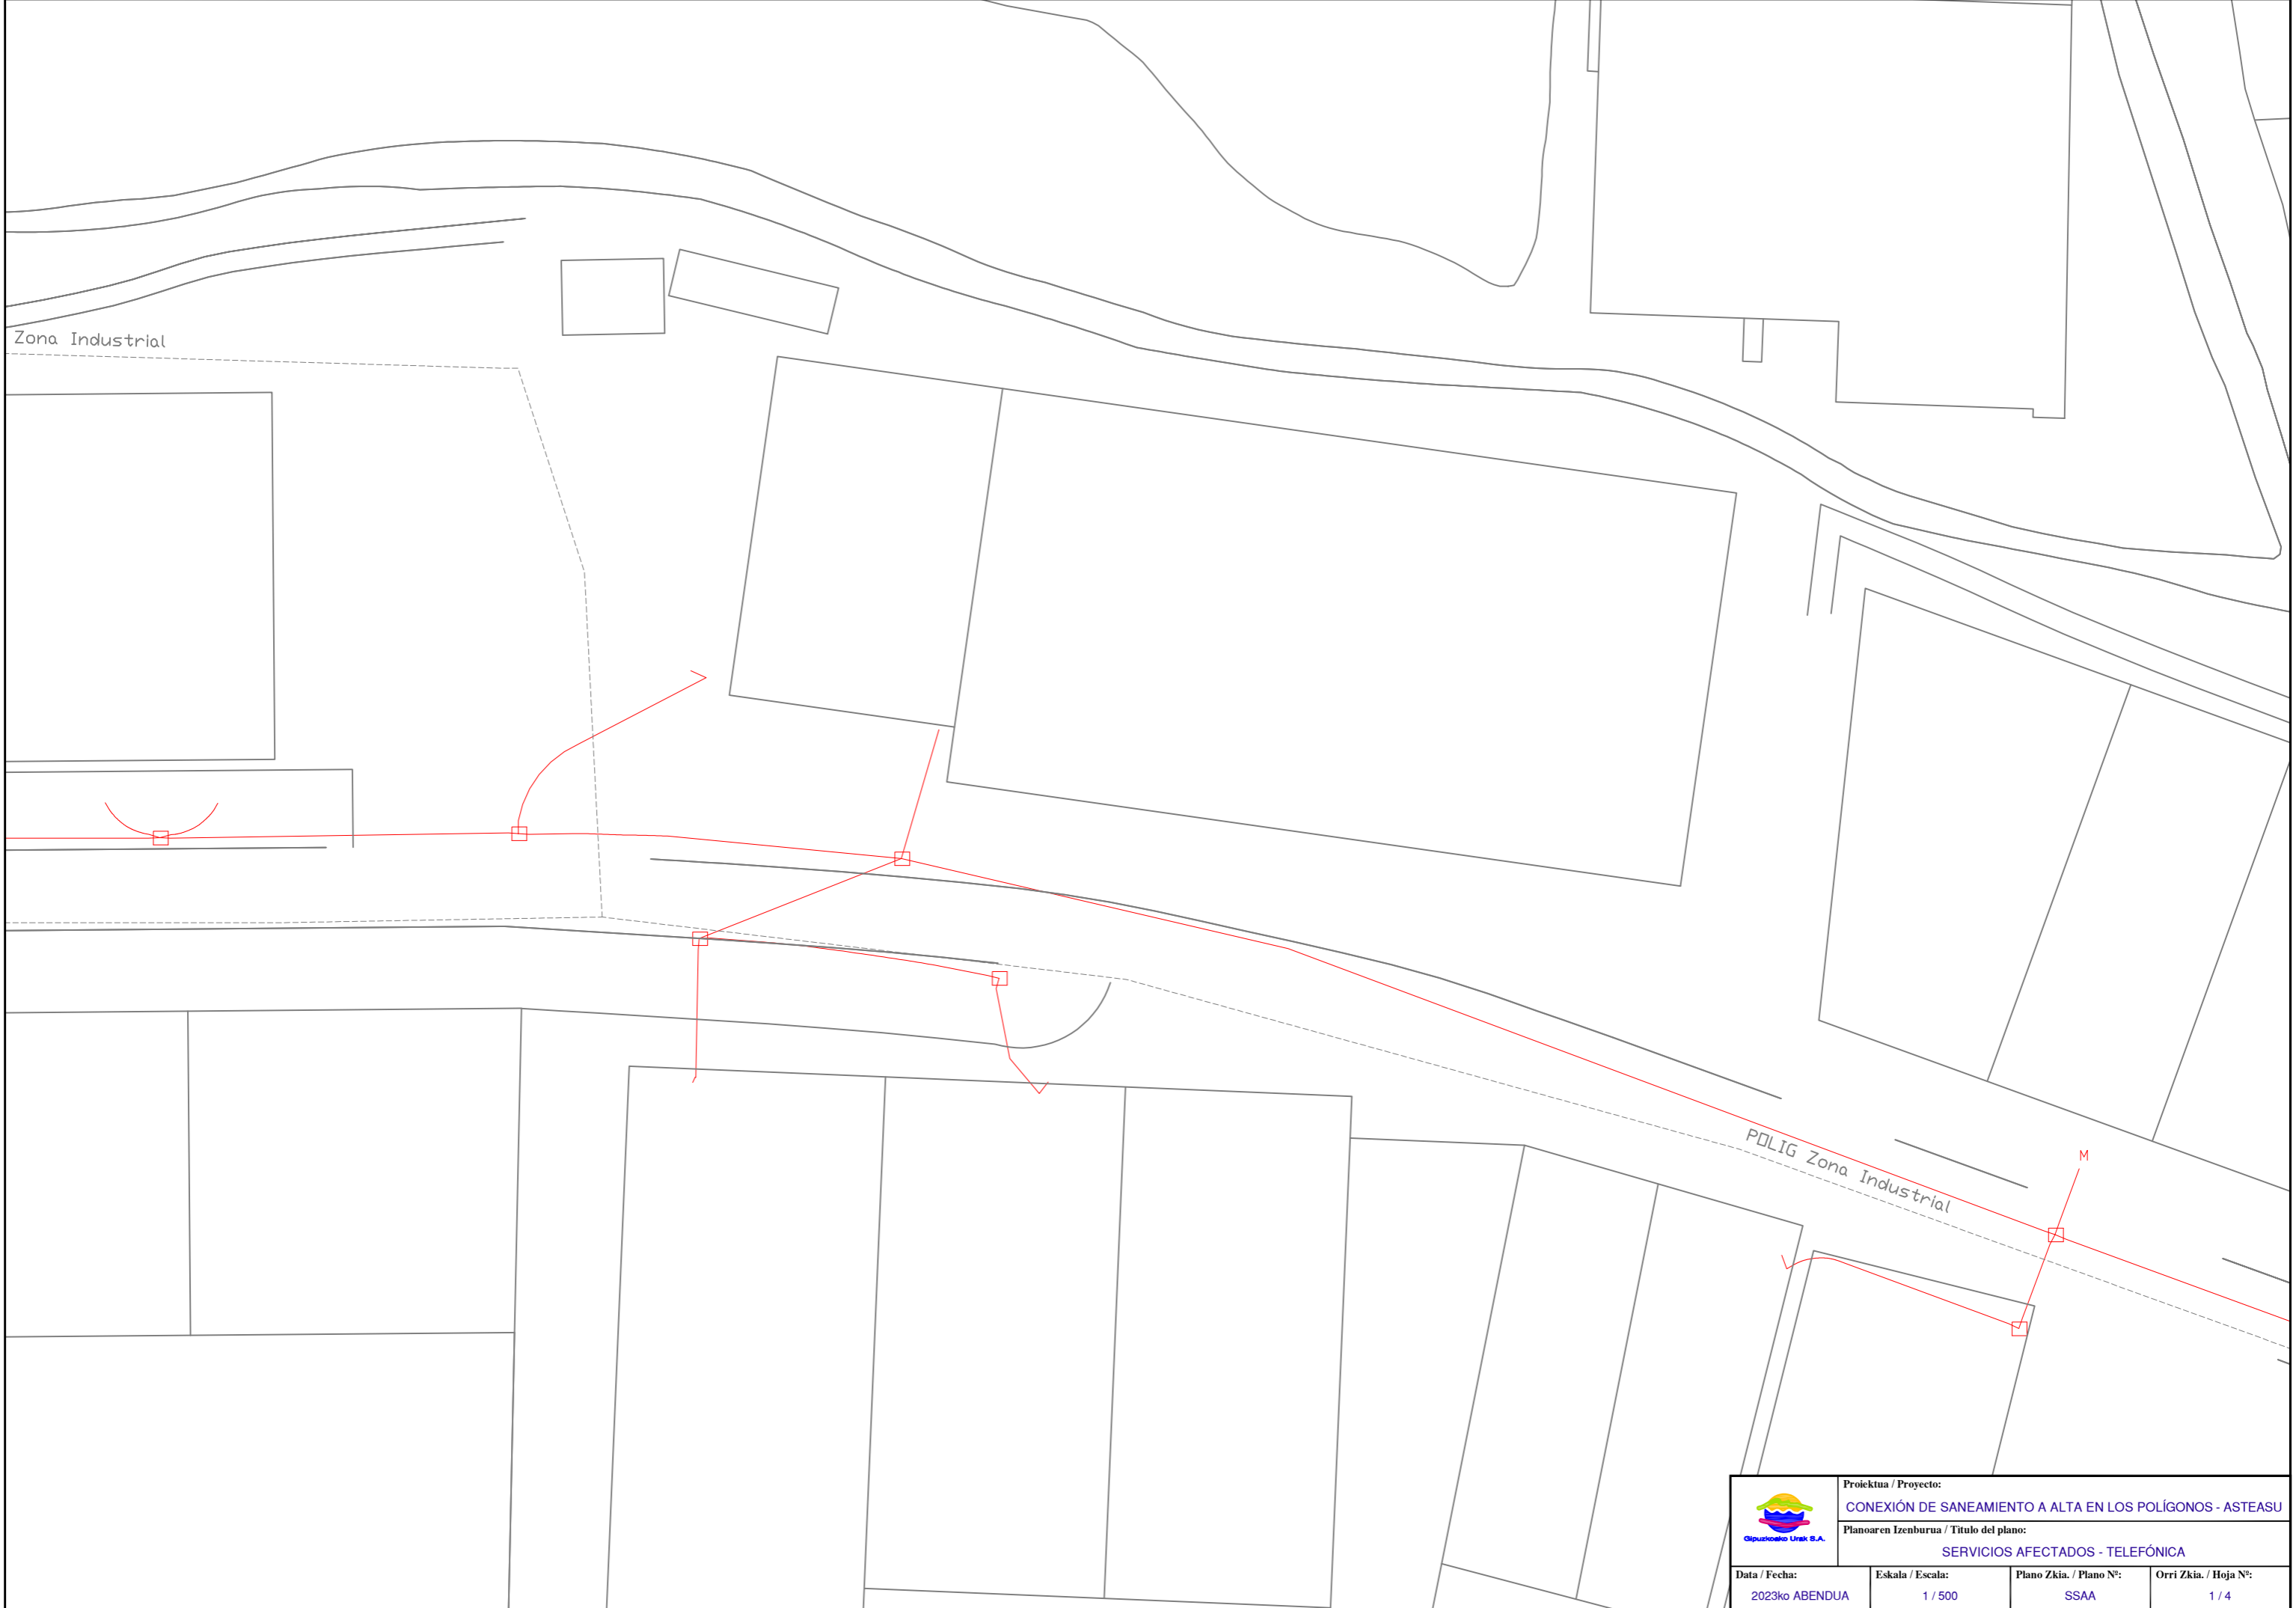 Zona Industrial
POLIG Zona Industrial
M
Gipuzkoako Urak S.A.
Proiektua / Proyecto:
CONEXIÓN DE SANEAMIENTO A ALTA EN LOS POLÍGONOS - ASTEASU
Planoaren Izenburua / Titulo del plano:
SERVICIOS AFECTADOS - TELEFÓNICA
Data / Fecha:
2023ko ABENDUA
Eskala / Escala:
1 / 500
Plano Zkia. / Plano Nº:
SSAA
Orri Zkia. / Hoja Nº:
1 / 4